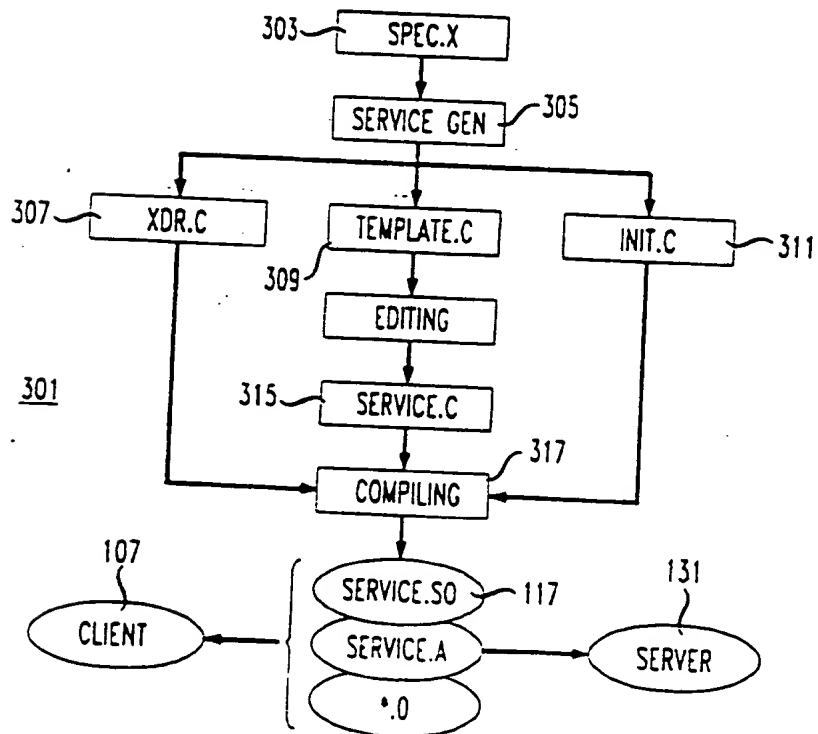 303
SPEC.X
SERVICE GEN
305
307
XDR.C
TEMPLATE.C
309
INIT.C
311
EDITING
301
315
SERVICE.C
317
COMPILING
107
CLIENT
SERVICE.SO
117
SERVICE.A
*.O
131
SERVER